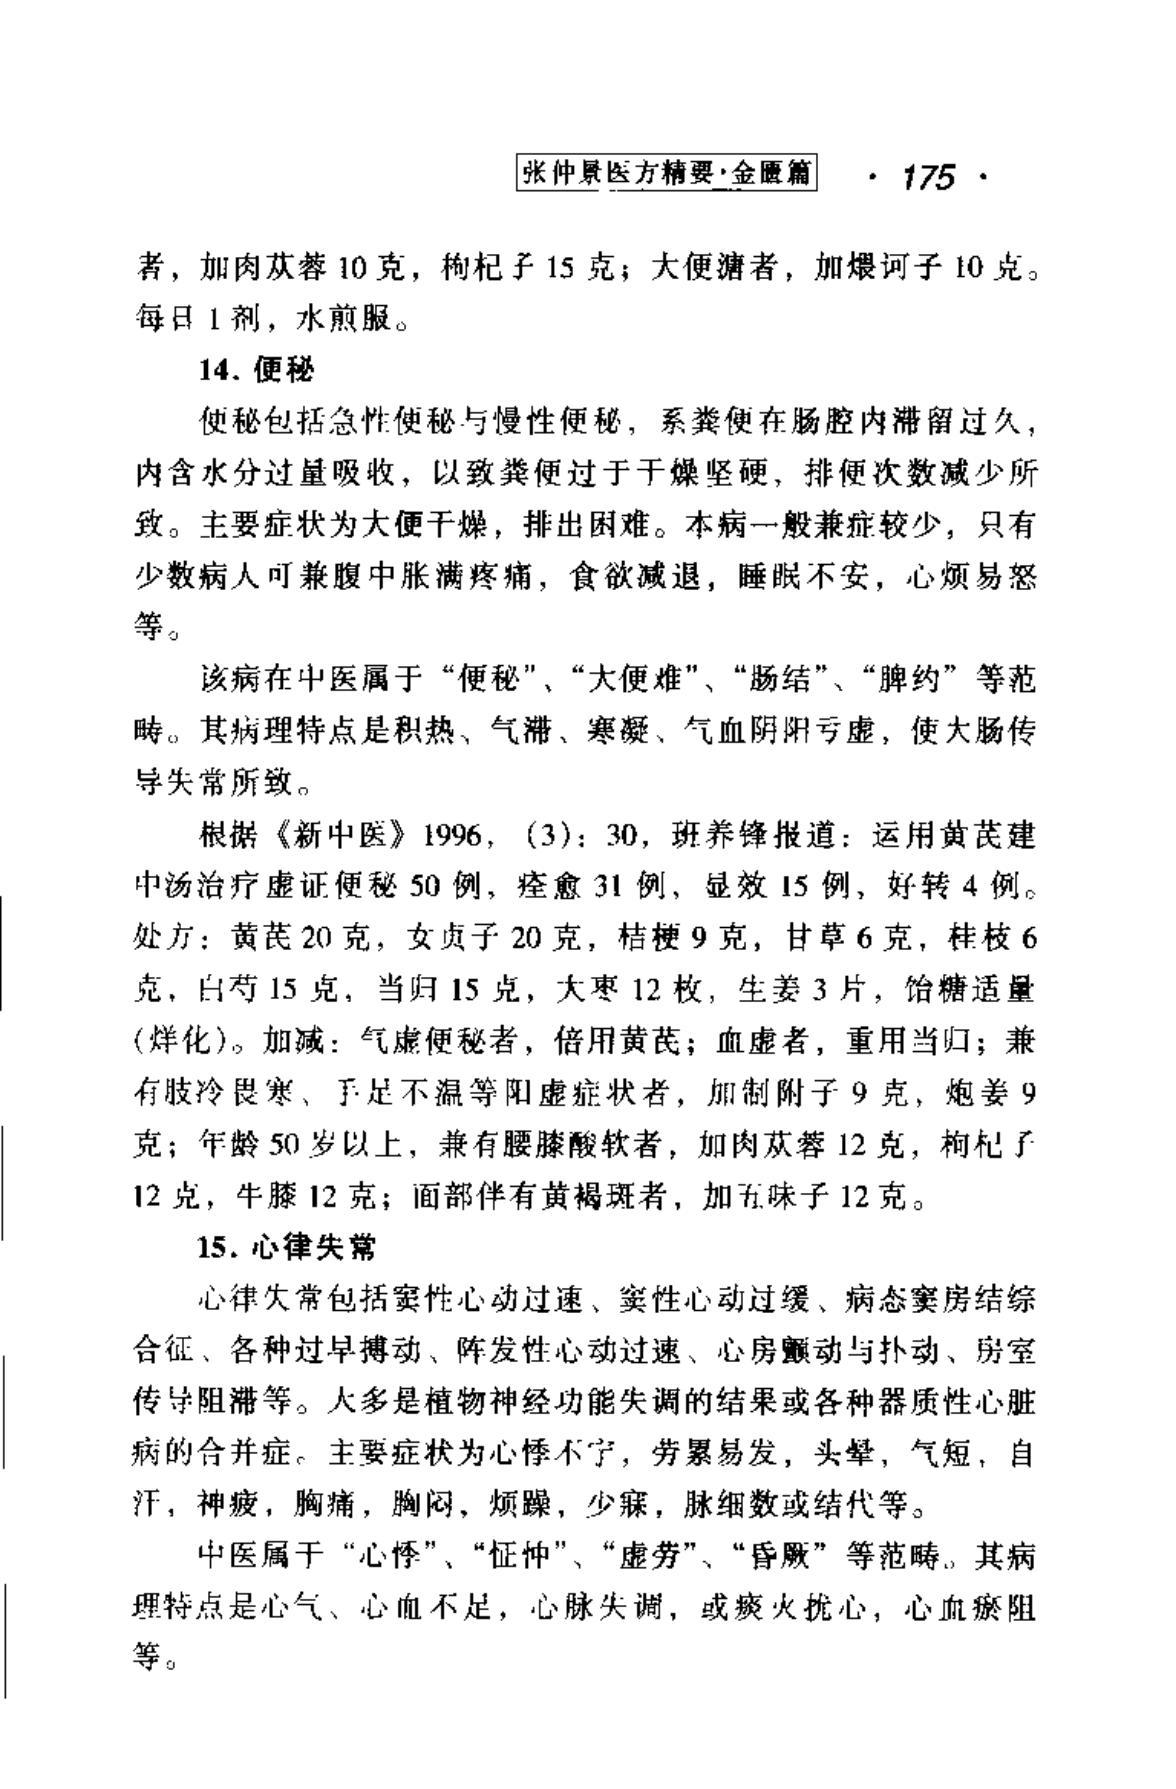 张仲景医方精要·金匮篇 · 175 ·
者，加肉苁蓉 10 克，枸杞子 15 克；大便溏者，加煨诃子 10 克。
每日 1 剂，水煎服。
14. 便秘
便秘包括急性便秘与慢性便秘，系粪便在肠腔内滞留过久，
内含水分过量吸收，以致粪便过于干燥坚硬，排便次数减少所
致。主要症状为大便干燥，排出困难。本病一般兼症较少，只有
少数病人可兼腹中胀满疼痛，食欲减退，睡眠不安，心烦易怒
等。
该病在中医属于“便秘”、“大便难”、“肠结”、“脾约”等范
畴。其病理特点是积热、气滞、寒凝、气血阴阳亏虚，使大肠传
导失常所致。
根据《新中医》1996，（3）：30，班养锋报道：运用黄芪建
中汤治疗虚证便秘 50 例，痊愈 31 例，显效 15 例，好转 4 例。
处方：黄芪 20 克，女贞子 20 克，桔梗 9 克，甘草 6 克，桂枝 6
克，白芍 15 克，当归 15 克，大枣 12 枚，生姜 3 片，饴糖适量
（烊化）。加减：气虚便秘者，倍用黄芪；血虚者，重用当归；兼
有肢冷畏寒、手足不温等阳虚症状者，加制附子 9 克，炮姜 9
克；年龄 50 岁以上，兼有腰膝酸软者，加肉苁蓉 12 克，枸杞子
12 克，牛膝 12 克；面部伴有黄褐斑者，加五味子 12 克。
15. 心律失常
心律失常包括窦性心动过速、窦性心动过缓、病态窦房结综
合征、各种过早搏动、阵发性心动过速、心房颤动与扑动、房室
传导阻滞等。大多是植物神经功能失调的结果或各种器质性心脏
病的合并症。主要症状为心悸不宁，劳累易发，头晕，气短，自
汗，神疲，胸痛，胸闷，烦躁，少寐，脉细数或结代等。
中医属于“心悸”、“怔忡”、“虚劳”、“昏厥”等范畴。其病
理特点是心气、心血不足，心脉失调，或痰火扰心，心血瘀阻
等。